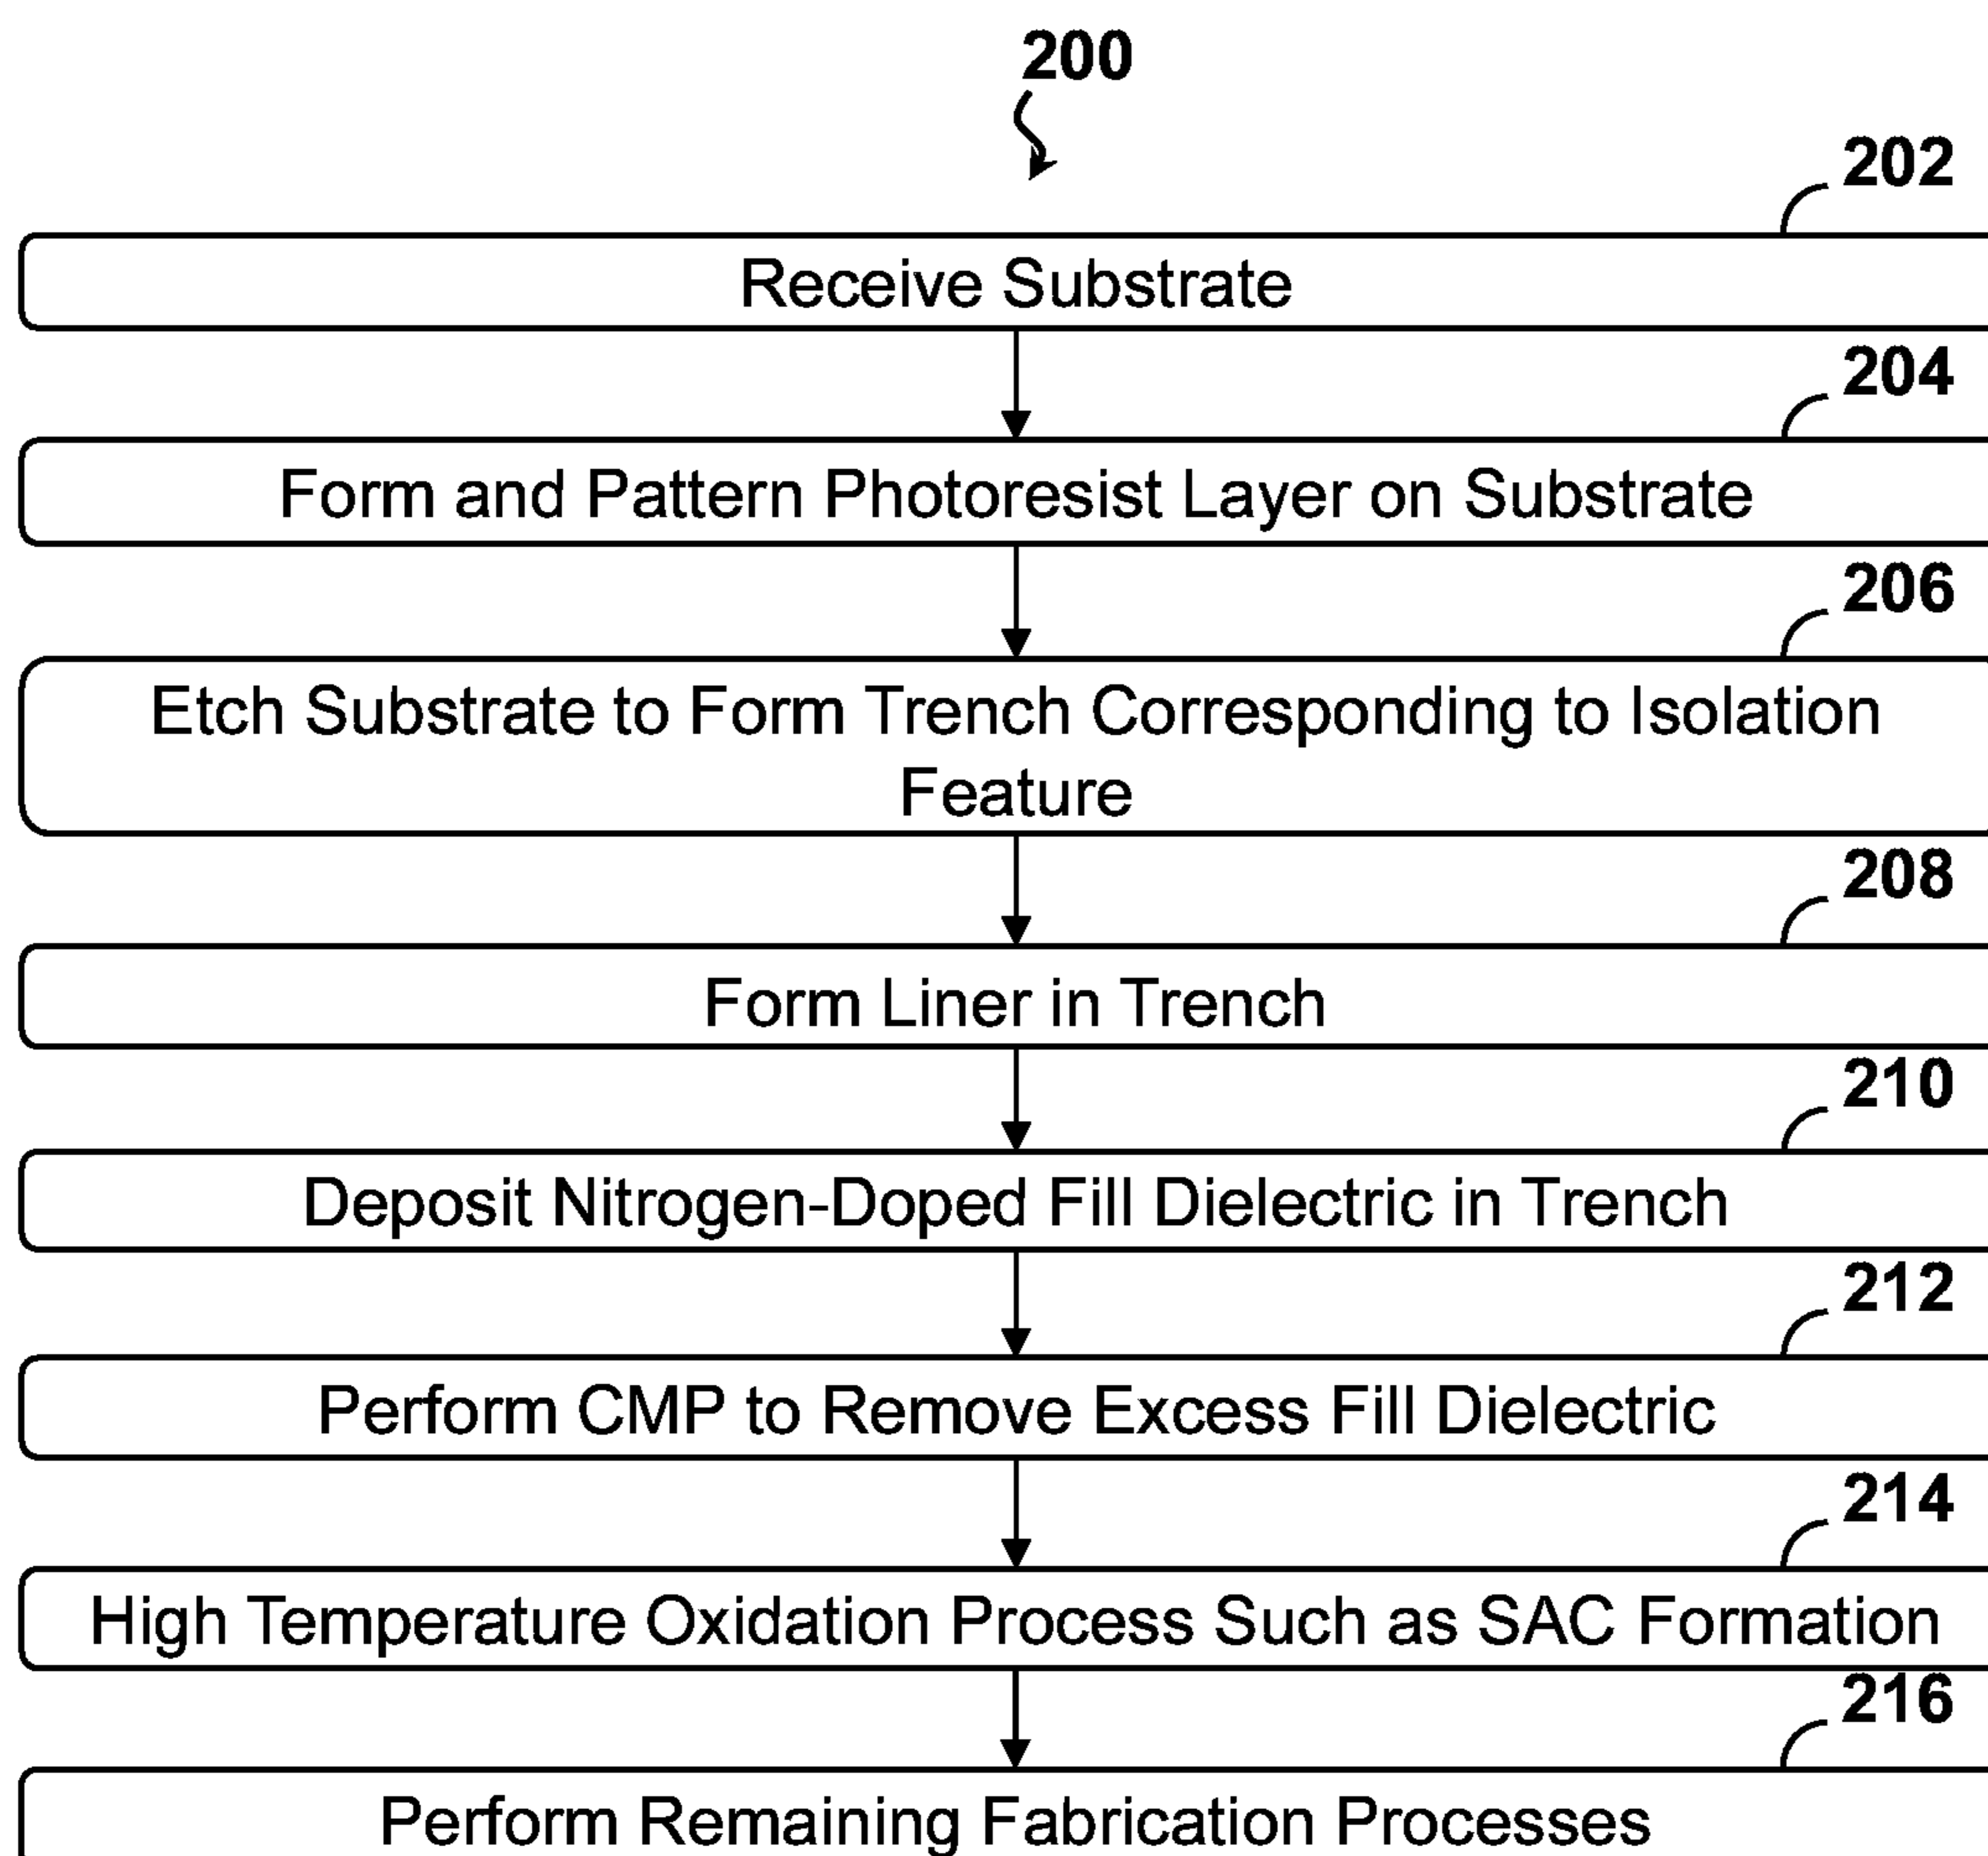 200
202
Receive Substrate
204
Form and Pattern Photoresist Layer on Substrate
206
Etch Substrate to Form Trench Corresponding to Isolation
Feature
208
Form Liner in Trench
210
Deposit Nitrogen-Doped Fill Dielectric in Trench
212
Perform CMP to Remove Excess Fill Dielectric
214
High Temperature Oxidation Process Such as SAC Formation
216
Perform Remaining Fabrication Processes